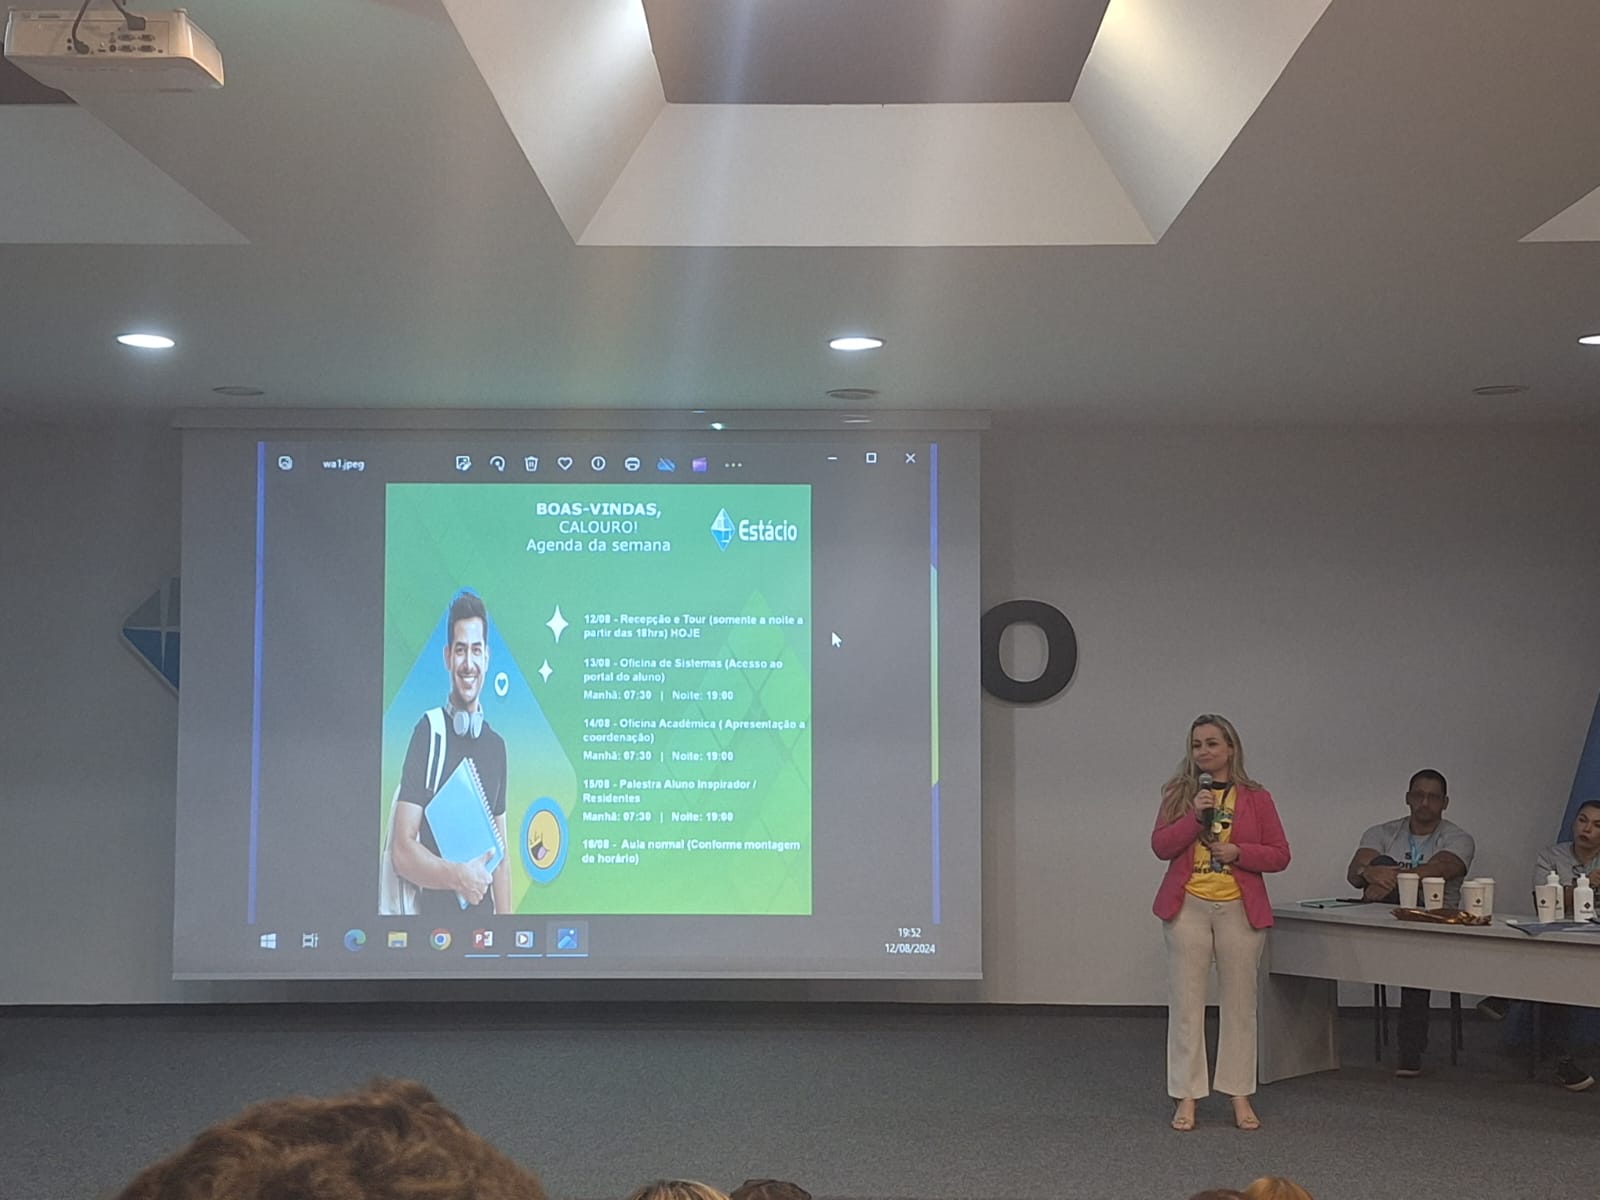 wa1.jpeg
BOAS-VINDAS,
CALOURO!
Agenda da semana
Estácio
12/08 - Recepção e Tour (somente a noite a
partir das 18hrs) HOJE
13/08 - Oficina de Sistemas (Acesso ao
portal do aluno)
Manhã: 07:30 | Noite: 19:00
14/08 - Oficina Acadêmica ( Apresentação a
coordenação)
Manhã: 07:30 | Noite: 19:00
15/08 - Palestra Aluno Inspirador /
Residentes
Manhã: 07:30 | Noite: 19:00
16/08 - Aula normal (Conforme montagem
de horário)
19:52
12/08/2024
O